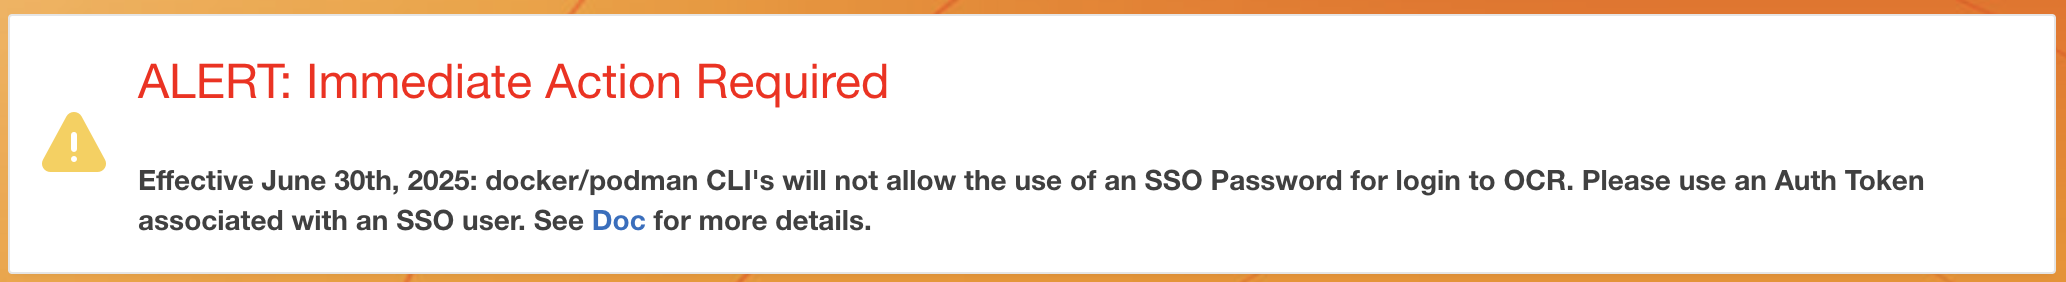 ALERT: Immediate Action Required
Effective June 30th, 2025: docker/podman CLI's will not allow the use of an SSO Password for login to OCR. Please use an Auth Token
associated with an SSO user. See Doc for more details.